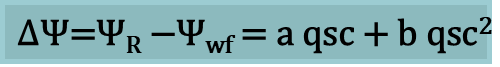 ΔΨ=Ψ_R −Ψ_wf = a qsc + b qsc²